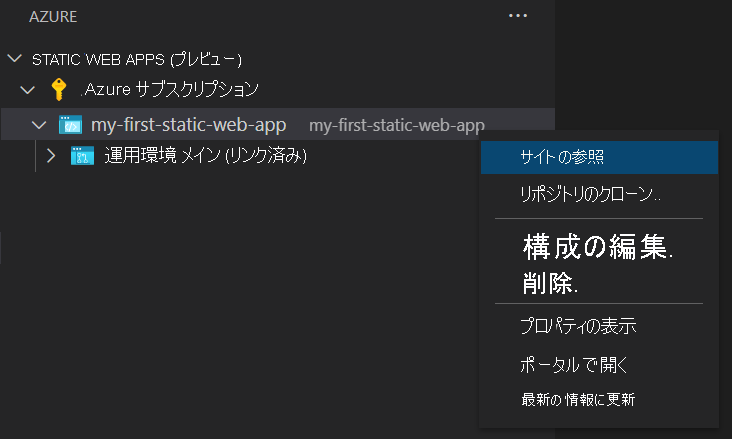 AZURE
STATIC WEB APPS (プレビュー)
.Azure サブスクリプション
my-first-static-web-app my-first-static-web-app
運用環境 メイン (リンク済み)
サイトの参照
リポジトリのクローン..
構成の編集.
削除.
プロパティの表示
ポータルで開く
最新の情報に更新